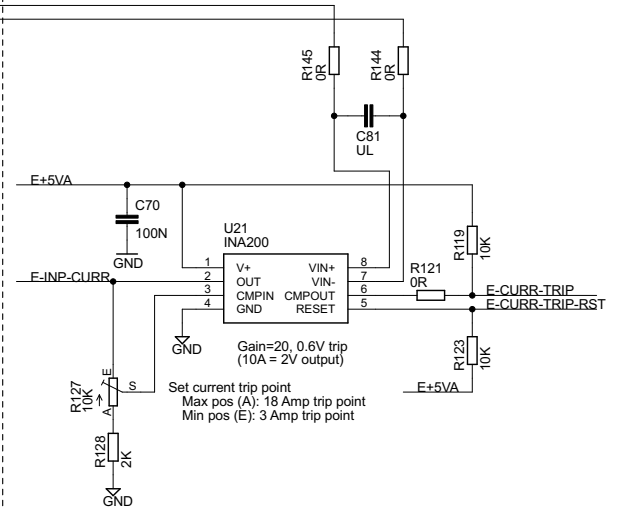 R145
0R
R144
0R
C81
UL
E+5VA
C70
100N
GND
U21
INA200
R119
10K
1 V+ VIN+ 8
2 OUT VIN- 7
3 CMPIN CMPOUT 6
4 GND RESET 5
E-INP-CURR
R121
0R
E-CURR-TRIP
E-CURR-TRIP-RST
GND
Gain=20, 0.6V trip
(10A = 2V output)
R123
10K
E+5VA
R127
10K
E
A
S
Set current trip point
Max pos (A): 18 Amp trip point
Min pos (E): 3 Amp trip point
R128
2K
GND